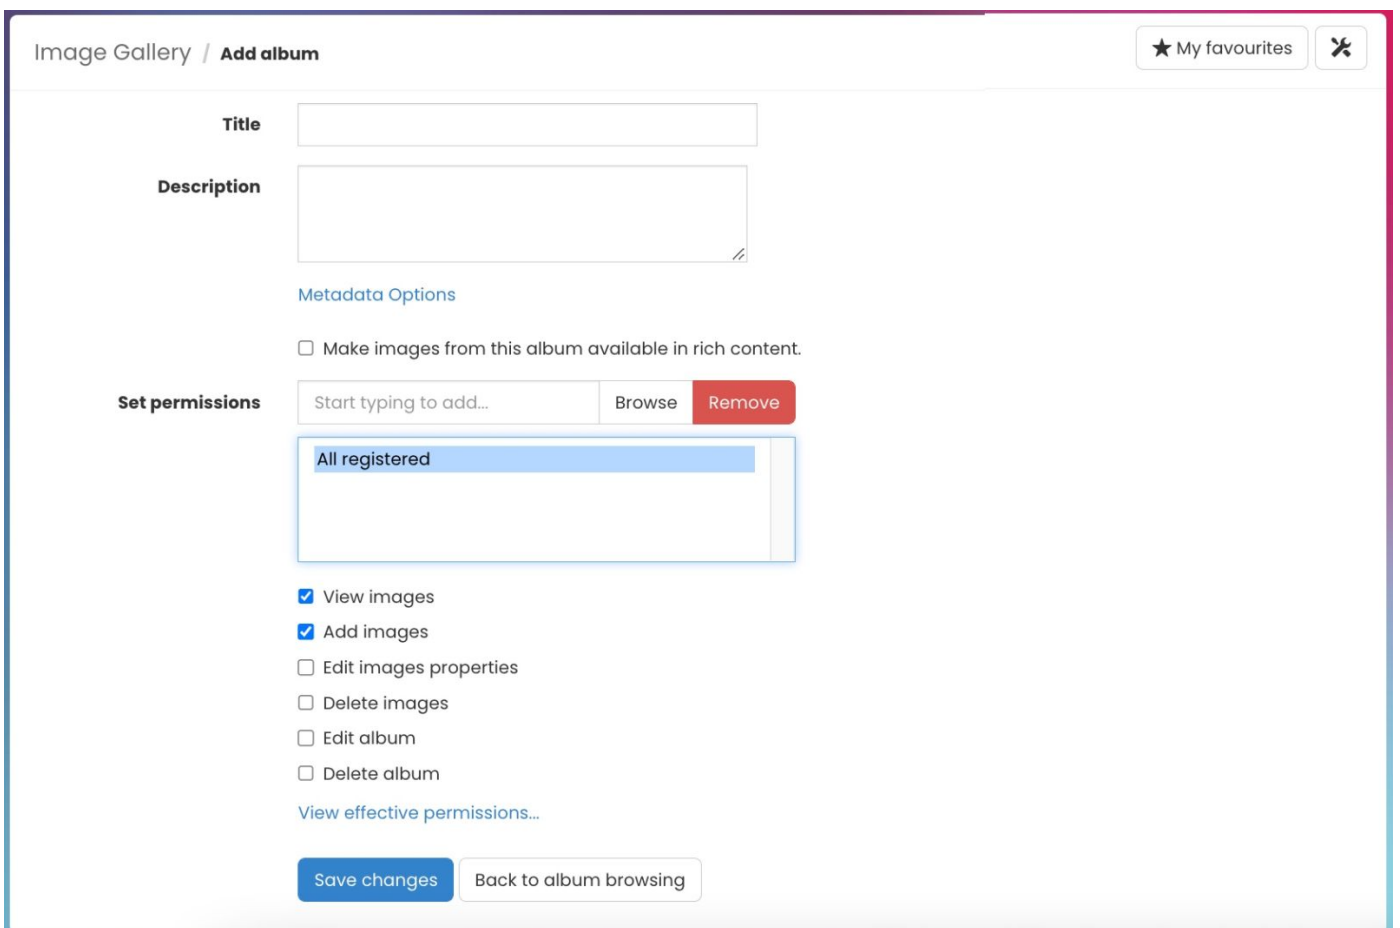 Image Gallery / Add album
My favourites
Title
Description
Metadata Options
Make images from this album available in rich content.
Set permissions
Start typing to add...
Browse
Remove
All registered
View images
Add images
Edit images properties
Delete images
Edit album
Delete album
View effective permissions...
Save changes
Back to album browsing